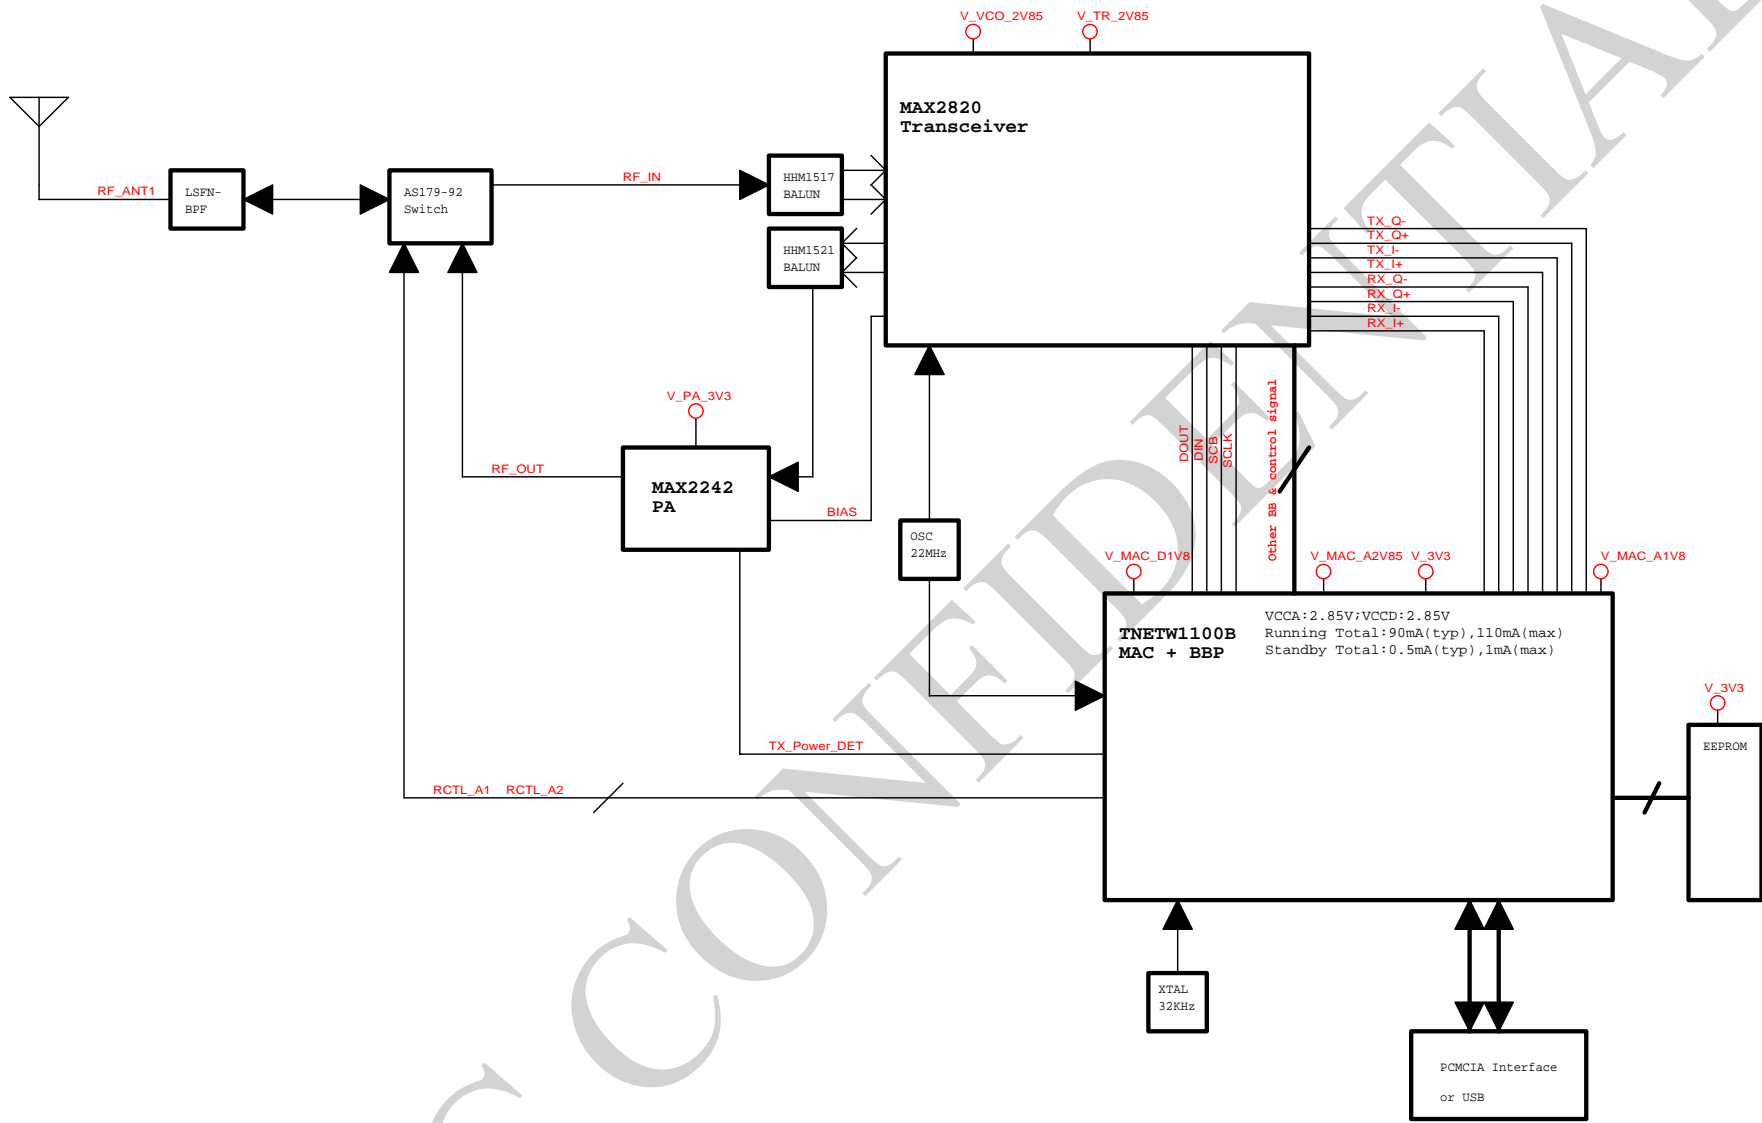 V_VCO_2V85
V_TR_2V85
MAX2820
Transceiver
RF_ANT1
LSFN-
BPF
AS179-92
Switch
RF_IN
HHM1517
BALUN
HHM1521
BALUN
TX_Q-
TX_Q+
TX_I-
TX_I+
RX_Q-
RX_Q+
RX_I-
RX_I+
V_PA_3V3
RF_OUT
MAX2242
PA
BIAS
OSC
22MHz
DOUT
DIN
SCB
SCLK
Other BB & control signal
V_MAC_D1V8
V_MAC_A2V85
V_3V3
V_MAC_A1V8
TNETW1100B
MAC + BBP
VCCA:2.85V;VCCD:2.85V
Running Total:90mA(typ),110mA(max)
Standby Total:0.5mA(typ),1mA(max)
V_3V3
EEPROM
TX_Power_DET
RCTL_A1 RCTL_A2
XTAL
32KHz
PCMCIA Interface
or USB
C CONFIDENTIAL